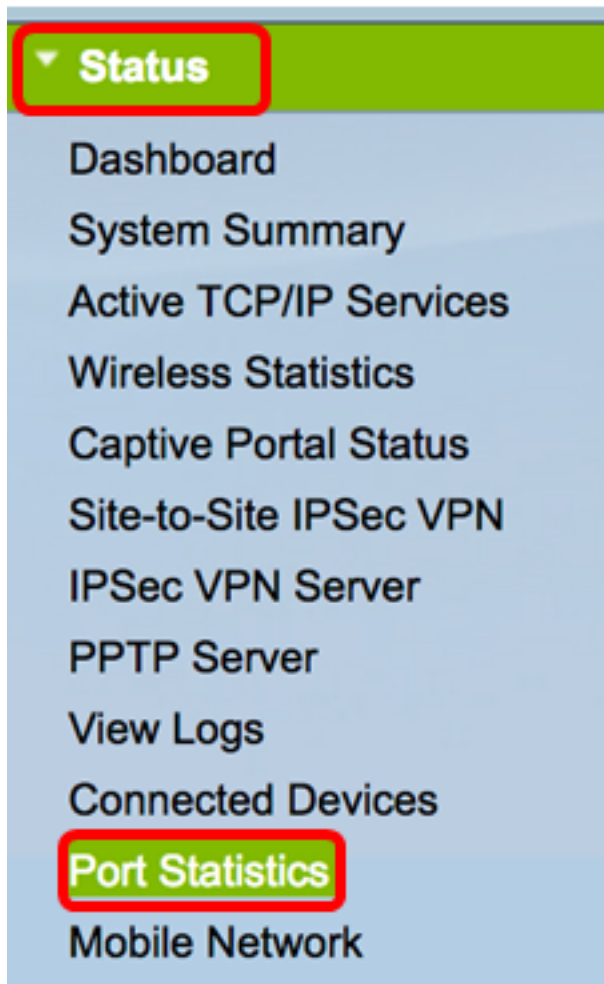 Status
Dashboard
System Summary
Active TCP/IP Services
Wireless Statistics
Captive Portal Status
Site-to-Site IPSec VPN
IPSec VPN Server
PPTP Server
View Logs
Connected Devices
Port Statistics
Mobile Network